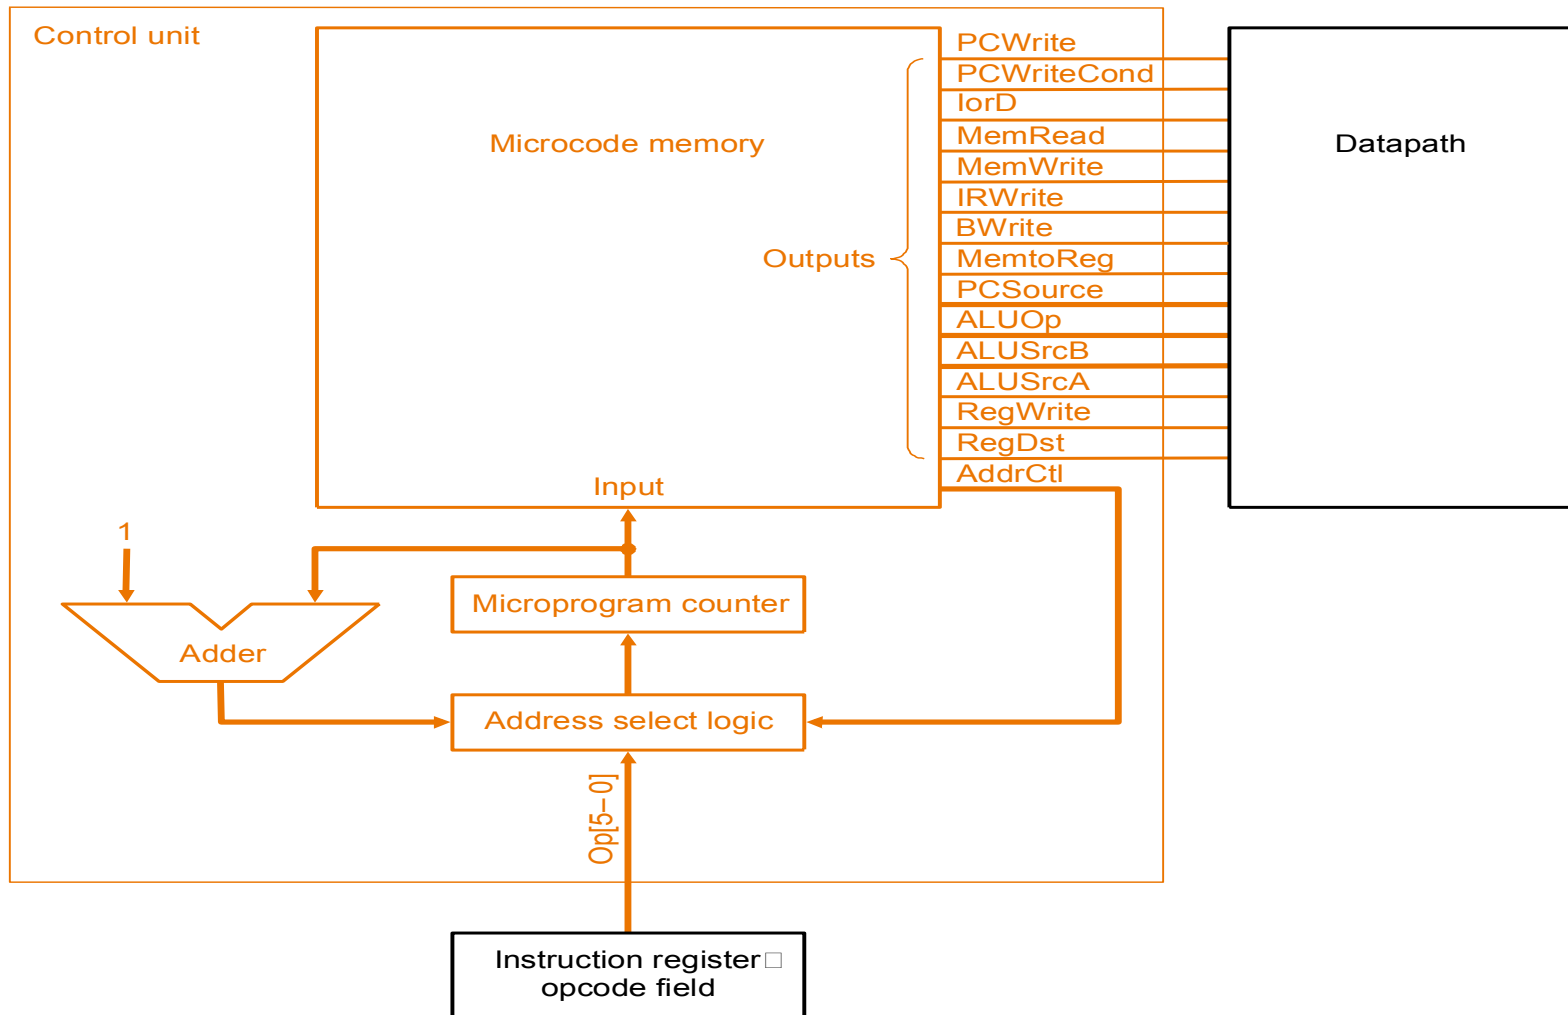 Control unit
PCWrite
PCWriteCond
IorD
MemRead
MemWrite
IRWrite
BWrite
MemtoReg
PCSource
ALUOp
ALUSrcB
ALUSrcA
RegWrite
RegDst
AddrCtl
Microcode memory
Datapath
Outputs
Input
1
Microprogram counter
Adder
Address select logic
Op[5–0]
Instruction register□
opcode field